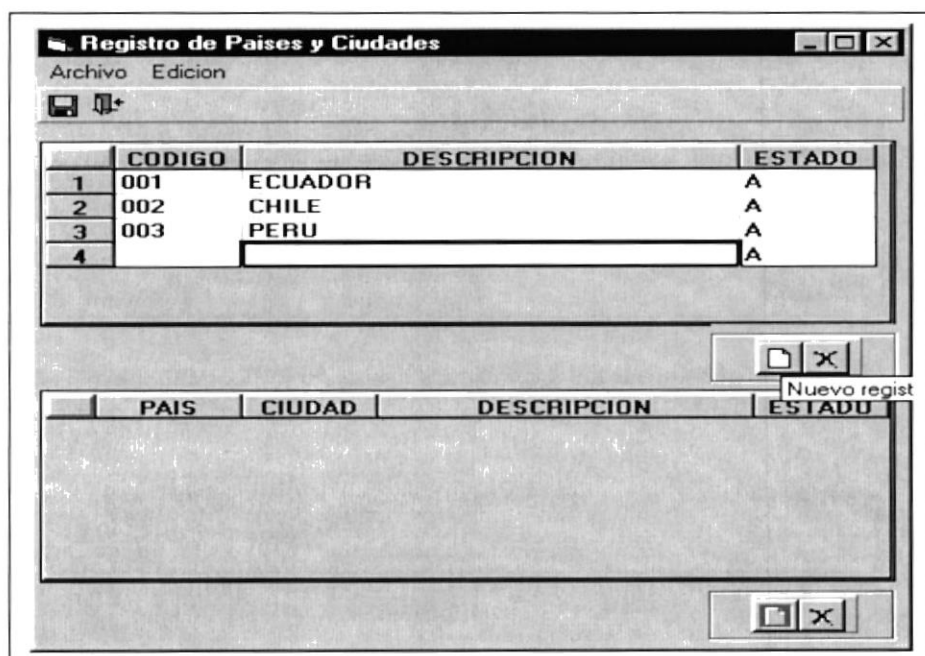 Registro de Paises y Ciudades
Archivo Edicion
CODIGO DESCRIPCION ESTADO
1 001 ECUADOR A
2 002 CHILE A
3 003 PERU A
4 A
Nuevo regist
PAIS CIUDAD DESCRIPCION ESTADO